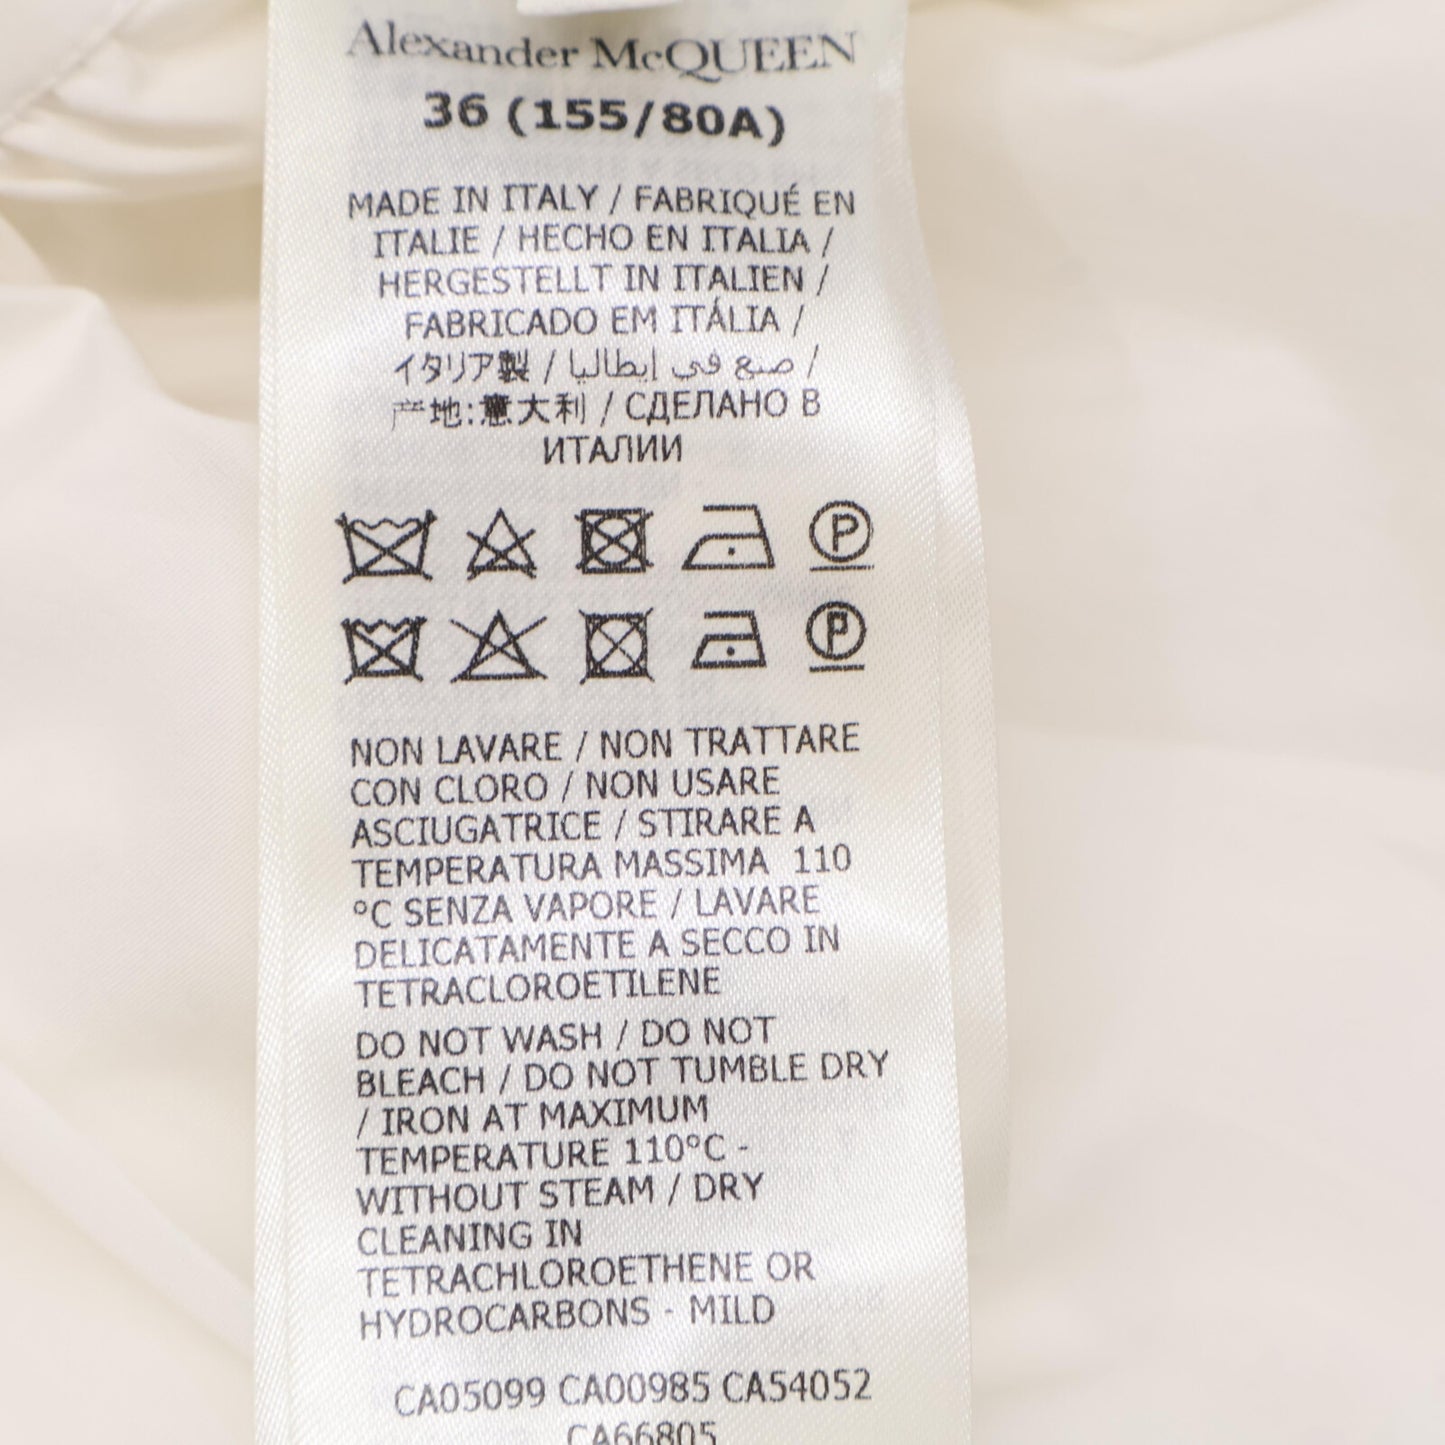 Alexander McQUEEN
36 (155/80A)
MADE IN ITALY / FABRIQUÉ EN
ITALIE / HECHO EN ITALIA /
HERGESTELLT IN ITALIEN /
FABRICADO EM ITÁLIA /
イタリア製 / صنع في إيطاليا /
产地:意大利 / СДЕЛАНО В
ИТАЛИИ
P
P
NON LAVARE / NON TRATTARE
CON CLORO / NON USARE
ASCIUGATRICE / STIRARE A
TEMPERATURA MASSIMA 110
°C SENZA VAPORE / LAVARE
DELICATAMENTE A SECCO IN
TETRACLOROETILENE
DO NOT WASH / DO NOT
BLEACH / DO NOT TUMBLE DRY
/ IRON AT MAXIMUM
TEMPERATURE 110°C -
WITHOUT STEAM / DRY
CLEANING IN
TETRACHLOROETHENE OR
HYDROCARBONS - MILD
CA05099 CA00985 CA54052
CA66805